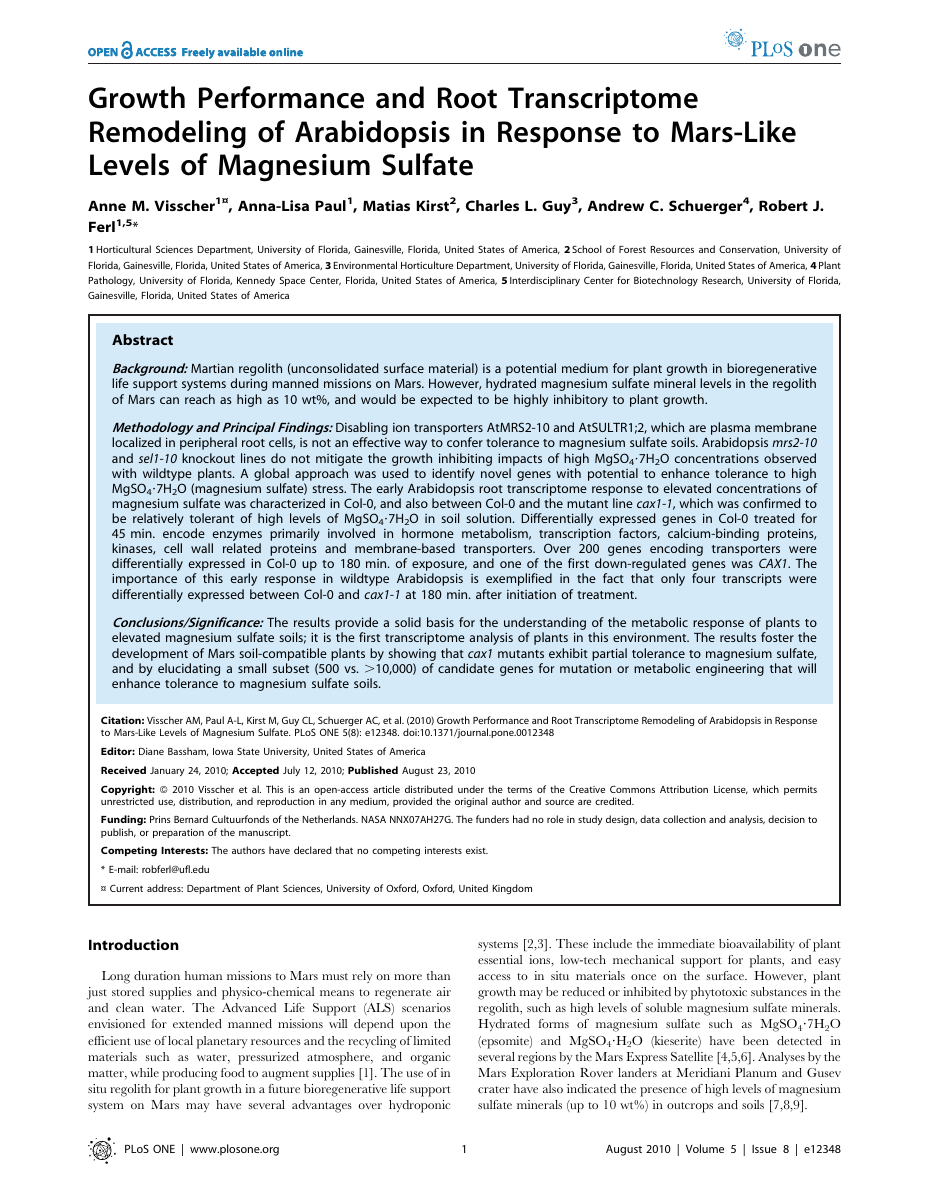 OPEN ACCESS Freely available online
PLoS one
Growth Performance and Root Transcriptome
Remodeling of Arabidopsis in Response to Mars-Like
Levels of Magnesium Sulfate
Anne M. Visscher1¤, Anna-Lisa Paul1, Matias Kirst2, Charles L. Guy3, Andrew C. Schuerger4, Robert J.
Ferl1,5*
1 Horticultural Sciences Department, University of Florida, Gainesville, Florida, United States of America, 2 School of Forest Resources and Conservation, University of
Florida, Gainesville, Florida, United States of America, 3 Environmental Horticulture Department, University of Florida, Gainesville, Florida, United States of America, 4 Plant
Pathology, University of Florida, Kennedy Space Center, Florida, United States of America, 5 Interdisciplinary Center for Biotechnology Research, University of Florida,
Gainesville, Florida, United States of America
Abstract
Background: Martian regolith (unconsolidated surface material) is a potential medium for plant growth in bioregenerative
life support systems during manned missions on Mars. However, hydrated magnesium sulfate mineral levels in the regolith
of Mars can reach as high as 10 wt%, and would be expected to be highly inhibitory to plant growth.
Methodology and Principal Findings: Disabling ion transporters AtMRS2-10 and AtSULTR1;2, which are plasma membrane
localized in peripheral root cells, is not an effective way to confer tolerance to magnesium sulfate soils. Arabidopsis mrs2-10
and sel1-10 knockout lines do not mitigate the growth inhibiting impacts of high MgSO4·7H2O concentrations observed
with wildtype plants. A global approach was used to identify novel genes with potential to enhance tolerance to high
MgSO4·7H2O (magnesium sulfate) stress. The early Arabidopsis root transcriptome response to elevated concentrations of
magnesium sulfate was characterized in Col-0, and also between Col-0 and the mutant line cax1-1, which was confirmed to
be relatively tolerant of high levels of MgSO4·7H2O in soil solution. Differentially expressed genes in Col-0 treated for
45 min. encode enzymes primarily involved in hormone metabolism, transcription factors, calcium-binding proteins,
kinases, cell wall related proteins and membrane-based transporters. Over 200 genes encoding transporters were
differentially expressed in Col-0 up to 180 min. of exposure, and one of the first down-regulated genes was CAX1. The
importance of this early response in wildtype Arabidopsis is exemplified in the fact that only four transcripts were
differentially expressed between Col-0 and cax1-1 at 180 min. after initiation of treatment.
Conclusions/Significance: The results provide a solid basis for the understanding of the metabolic response of plants to
elevated magnesium sulfate soils; it is the first transcriptome analysis of plants in this environment. The results foster the
development of Mars soil-compatible plants by showing that cax1 mutants exhibit partial tolerance to magnesium sulfate,
and by elucidating a small subset (500 vs. >10,000) of candidate genes for mutation or metabolic engineering that will
enhance tolerance to magnesium sulfate soils.
Citation: Visscher AM, Paul A-L, Kirst M, Guy CL, Schuerger AC, et al. (2010) Growth Performance and Root Transcriptome Remodeling of Arabidopsis in Response
to Mars-Like Levels of Magnesium Sulfate. PLoS ONE 5(8): e12348. doi:10.1371/journal.pone.0012348
Editor: Diane Bassham, Iowa State University, United States of America
Received January 24, 2010; Accepted July 12, 2010; Published August 23, 2010
Copyright: © 2010 Visscher et al. This is an open-access article distributed under the terms of the Creative Commons Attribution License, which permits
unrestricted use, distribution, and reproduction in any medium, provided the original author and source are credited.
Funding: Prins Bernard Cultuurfonds of the Netherlands. NASA NNX07AH27G. The funders had no role in study design, data collection and analysis, decision to
publish, or preparation of the manuscript.
Competing Interests: The authors have declared that no competing interests exist.
* E-mail: robferl@ufl.edu
¤ Current address: Department of Plant Sciences, University of Oxford, Oxford, United Kingdom
Introduction
Long duration human missions to Mars must rely on more than
just stored supplies and physico-chemical means to regenerate air
and clean water. The Advanced Life Support (ALS) scenarios
envisioned for extended manned missions will depend upon the
efficient use of local planetary resources and the recycling of limited
materials such as water, pressurized atmosphere, and organic
matter, while producing food to augment supplies [1]. The use of in
situ regolith for plant growth in a future bioregenerative life support
system on Mars may have several advantages over hydroponic
systems [2,3]. These include the immediate bioavailability of plant
essential ions, low-tech mechanical support for plants, and easy
access to in situ materials once on the surface. However, plant
growth may be reduced or inhibited by phytotoxic substances in the
regolith, such as high levels of soluble magnesium sulfate minerals.
Hydrated forms of magnesium sulfate such as MgSO4·7H2O
(epsomite) and MgSO4·H2O (kieserite) have been detected in
several regions by the Mars Express Satellite [4,5,6]. Analyses by the
Mars Exploration Rover landers at Meridiani Planum and Gusev
crater have also indicated the presence of high levels of magnesium
sulfate minerals (up to 10 wt%) in outcrops and soils [7,8,9].
PLoS ONE | www.plosone.org
1
August 2010 | Volume 5 | Issue 8 | e12348